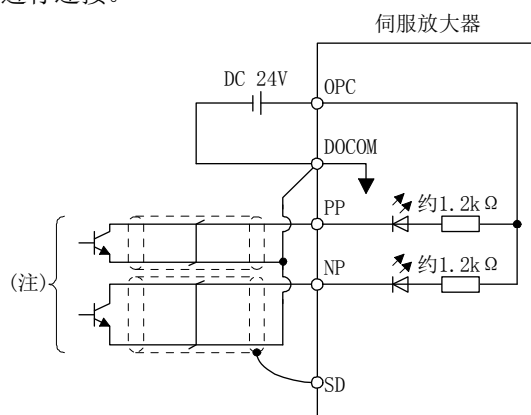 进行连接。
伺服放大器
DC 24V
OPC
DOCOM
PP
约1.2kΩ
NP
约1.2kΩ
(注)
SD